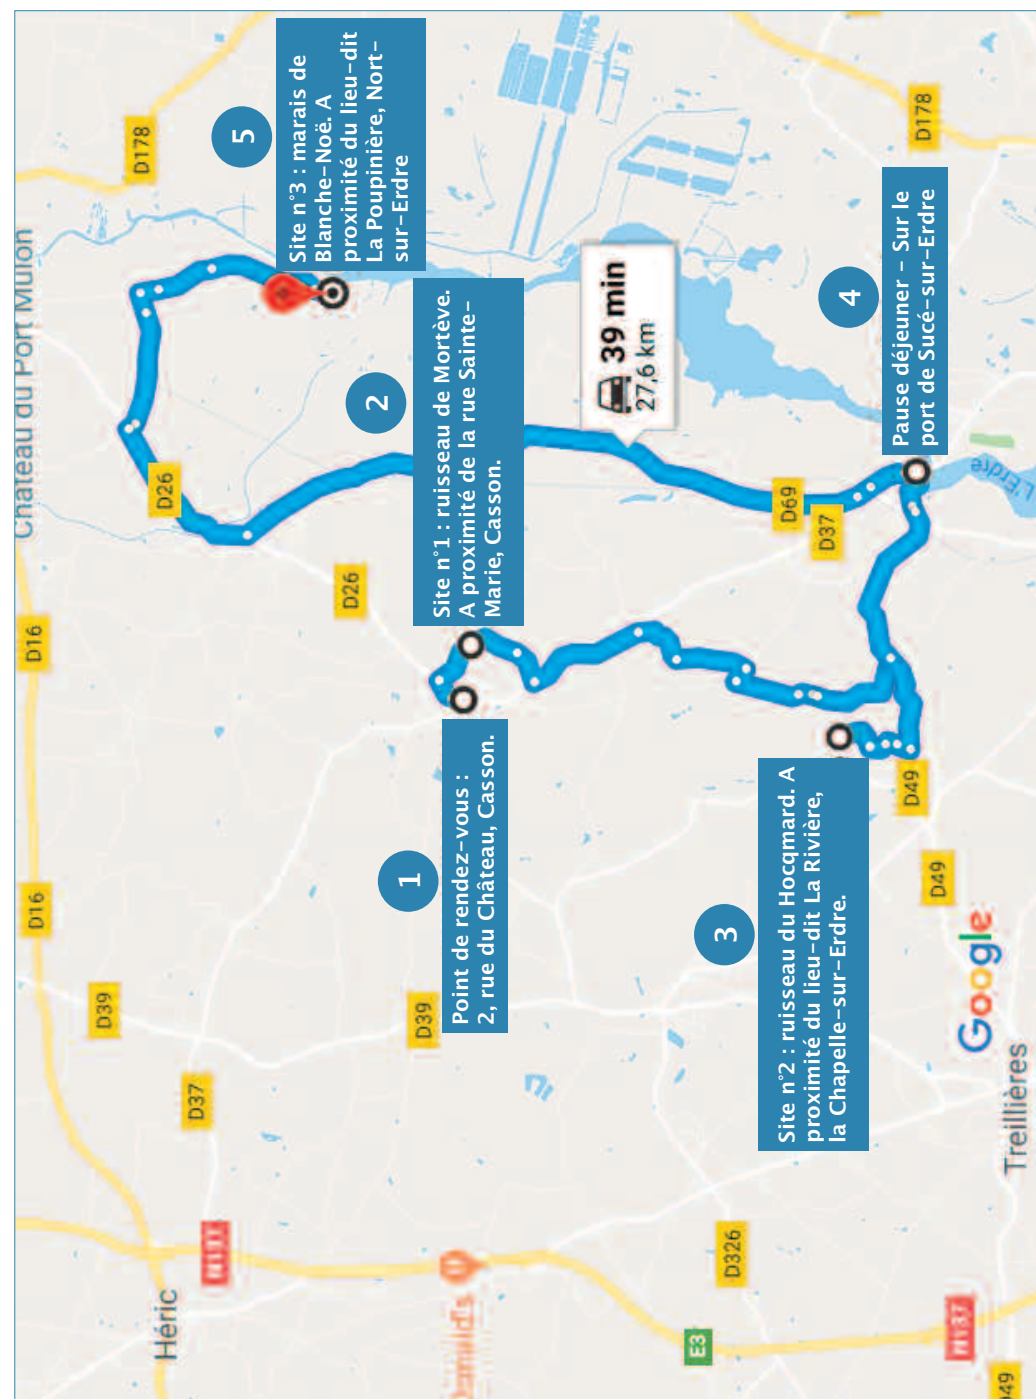 Château du Port Mulon
D178
D16
D16
D26
D26
D39
D39
D37
N137
Héric
1
Point de rendez-vous :
2, rue du Château, Casson.
2
Site n°1 : ruisseau de Mortève.
A proximité de la rue Sainte-
Marie, Casson.
3
Site n°2 : ruisseau du Hocqmard. A
proximité du lieu-dit La Rivière,
la Chapelle-sur-Erdre.
4
Pause déjeuner - Sur le
port de Sucé-sur-Erdre
5
Site n°3 : marais de
Blanche-Noë. A
proximité du lieu-dit
La Poupinière, Nort-
sur-Erdre
39 min
27,6 km
D69
D37
D178
L'Erdre
D49
D49
D326
E3
N137
D49
Treillières
Google